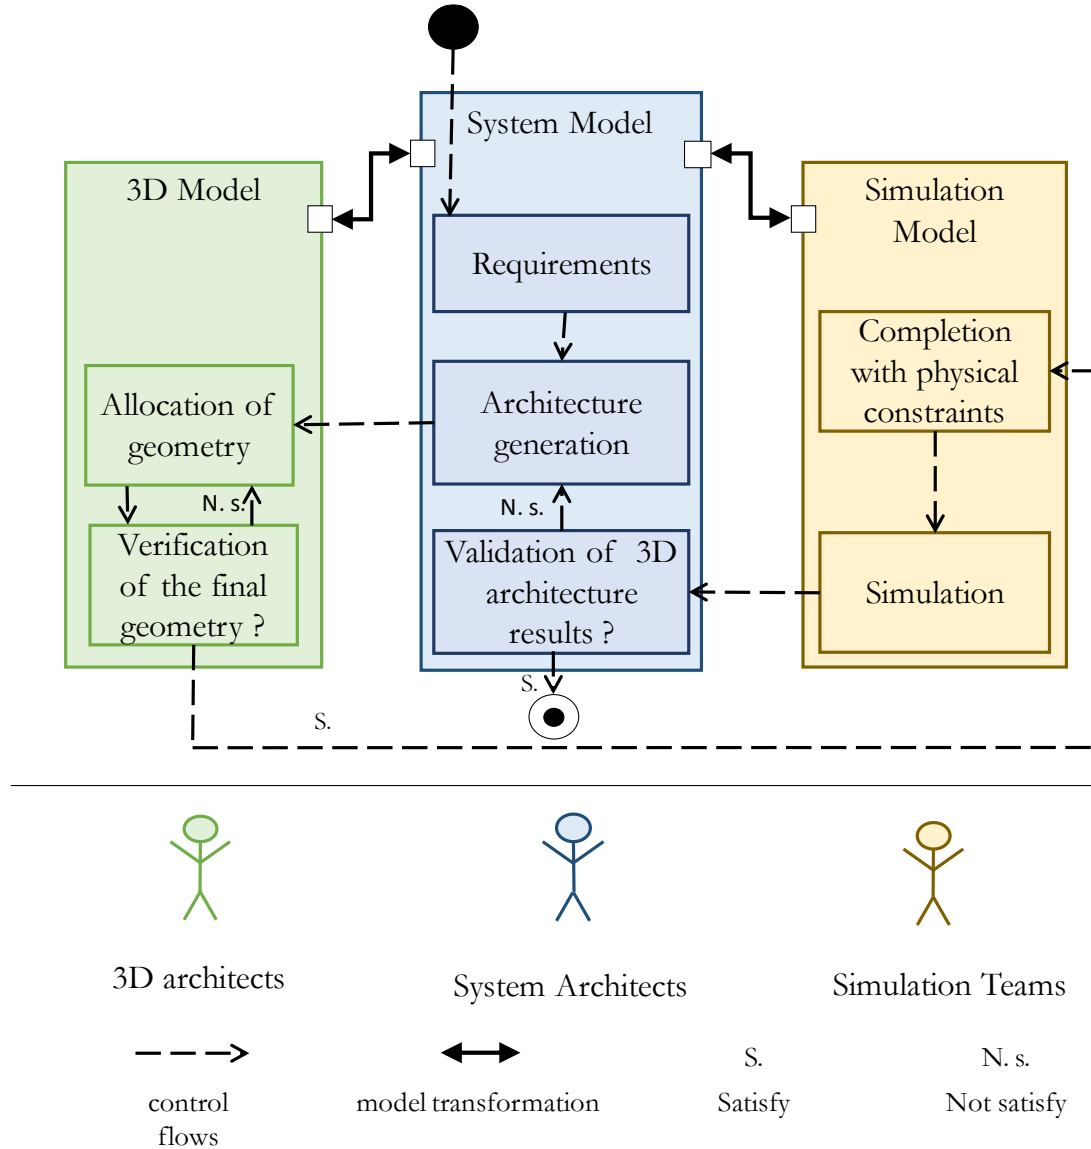 System Model
3D Model
Simulation
Model
Requirements
Completion
with physical
constraints
Allocation of
geometry
Architecture
generation
N. s.
N. s.
Verification
of the final
geometry ?
Validation of 3D
architecture
results ?
Simulation
S.
S.
3D architects
System Architects
Simulation Teams
S.
N. s.
control
flows
model transformation
Satisfy
Not satisfy